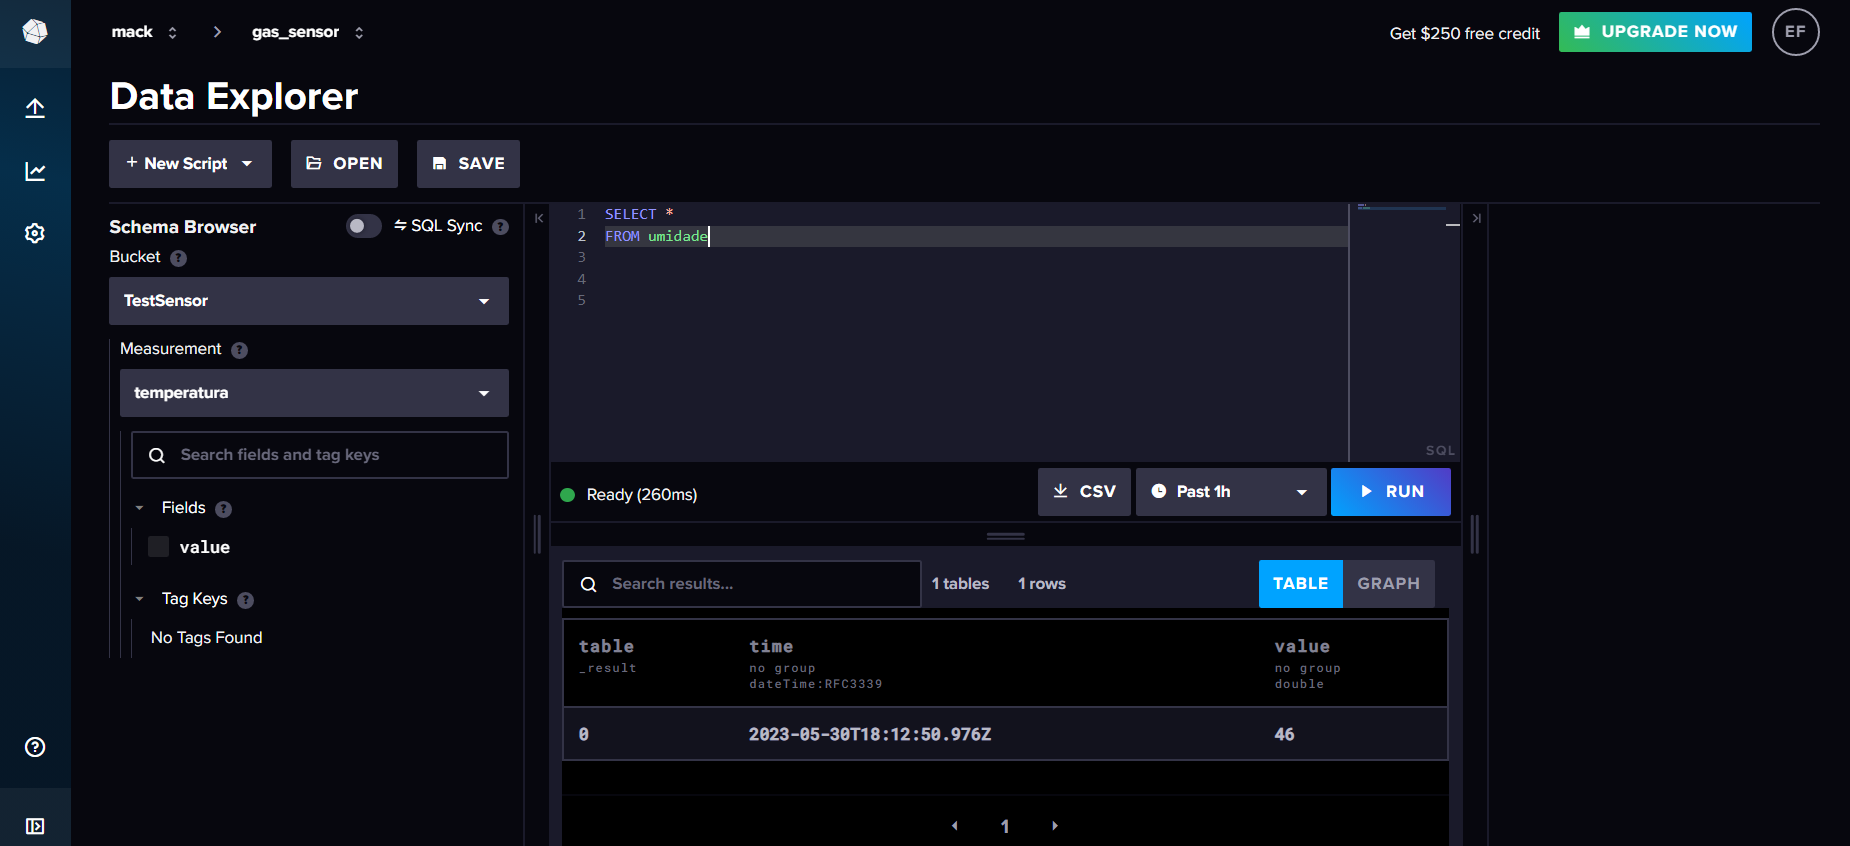 mack > gas_sensor
Get $250 free credit
UPGRADE NOW
EF
Data Explorer
+ New Script
OPEN
SAVE
Schema Browser
SQL Sync ?
Bucket ?
TestSensor
Measurement ?
temperatura
Search fields and tag keys
Fields ?
value
Tag Keys ?
No Tags Found
1 SELECT *
2 FROM umidade
3
4
5
SQL
Ready (260ms)
CSV
Past 1h
RUN
Search results...
1 tables
1 rows
TABLE
GRAPH
table time value
_result no group no group
dateTime:RFC3339 double
0 2023-05-30T18:12:50.976Z 46
1
?